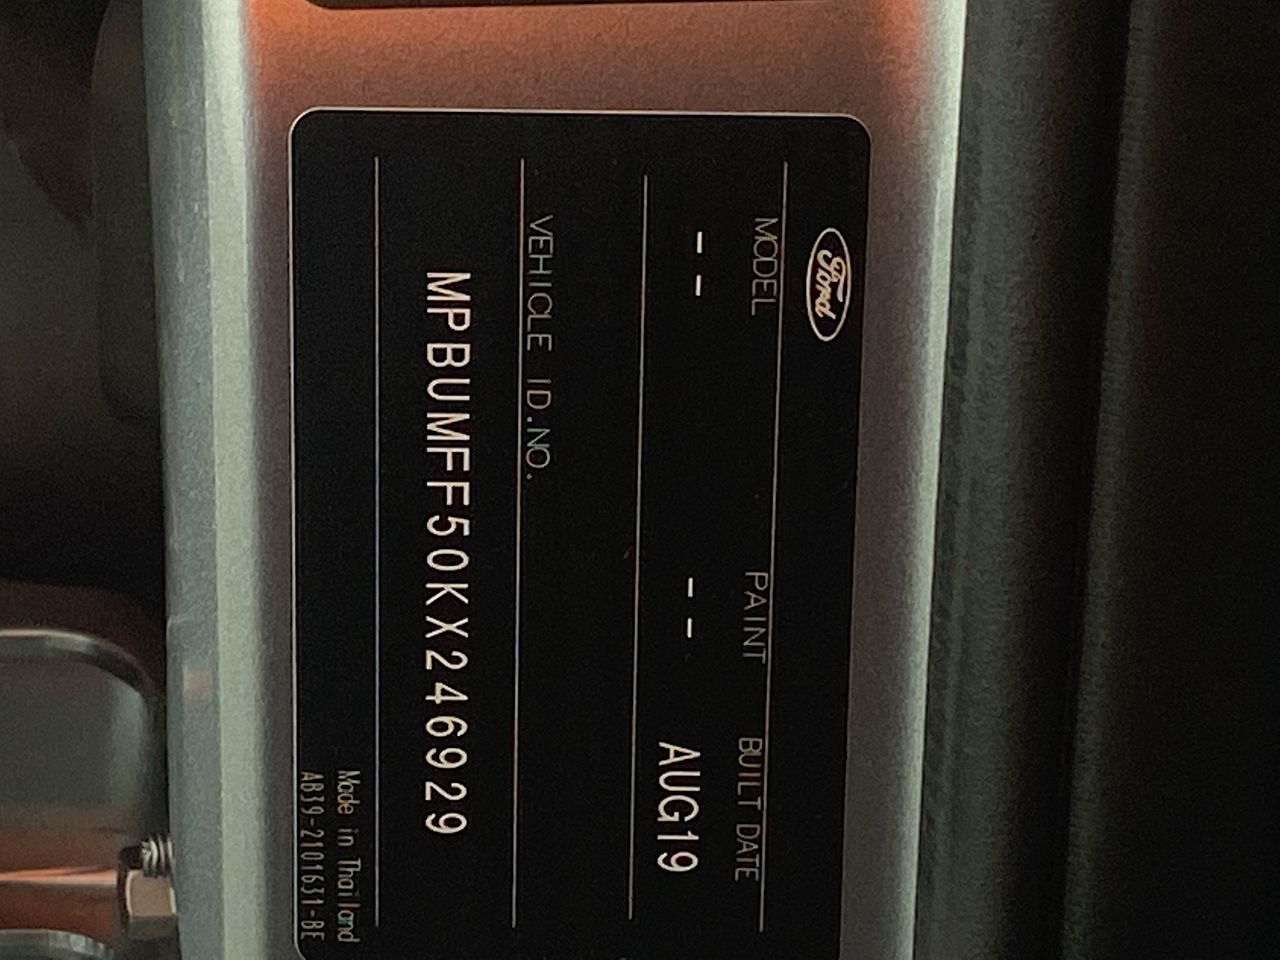 Ford
MODEL PAINT BUILT DATE
-- -- AUG19
VEHICLE ID.NO.
MPBUMFF50KX246929
Made in Thailand
AB39-2101631-BE